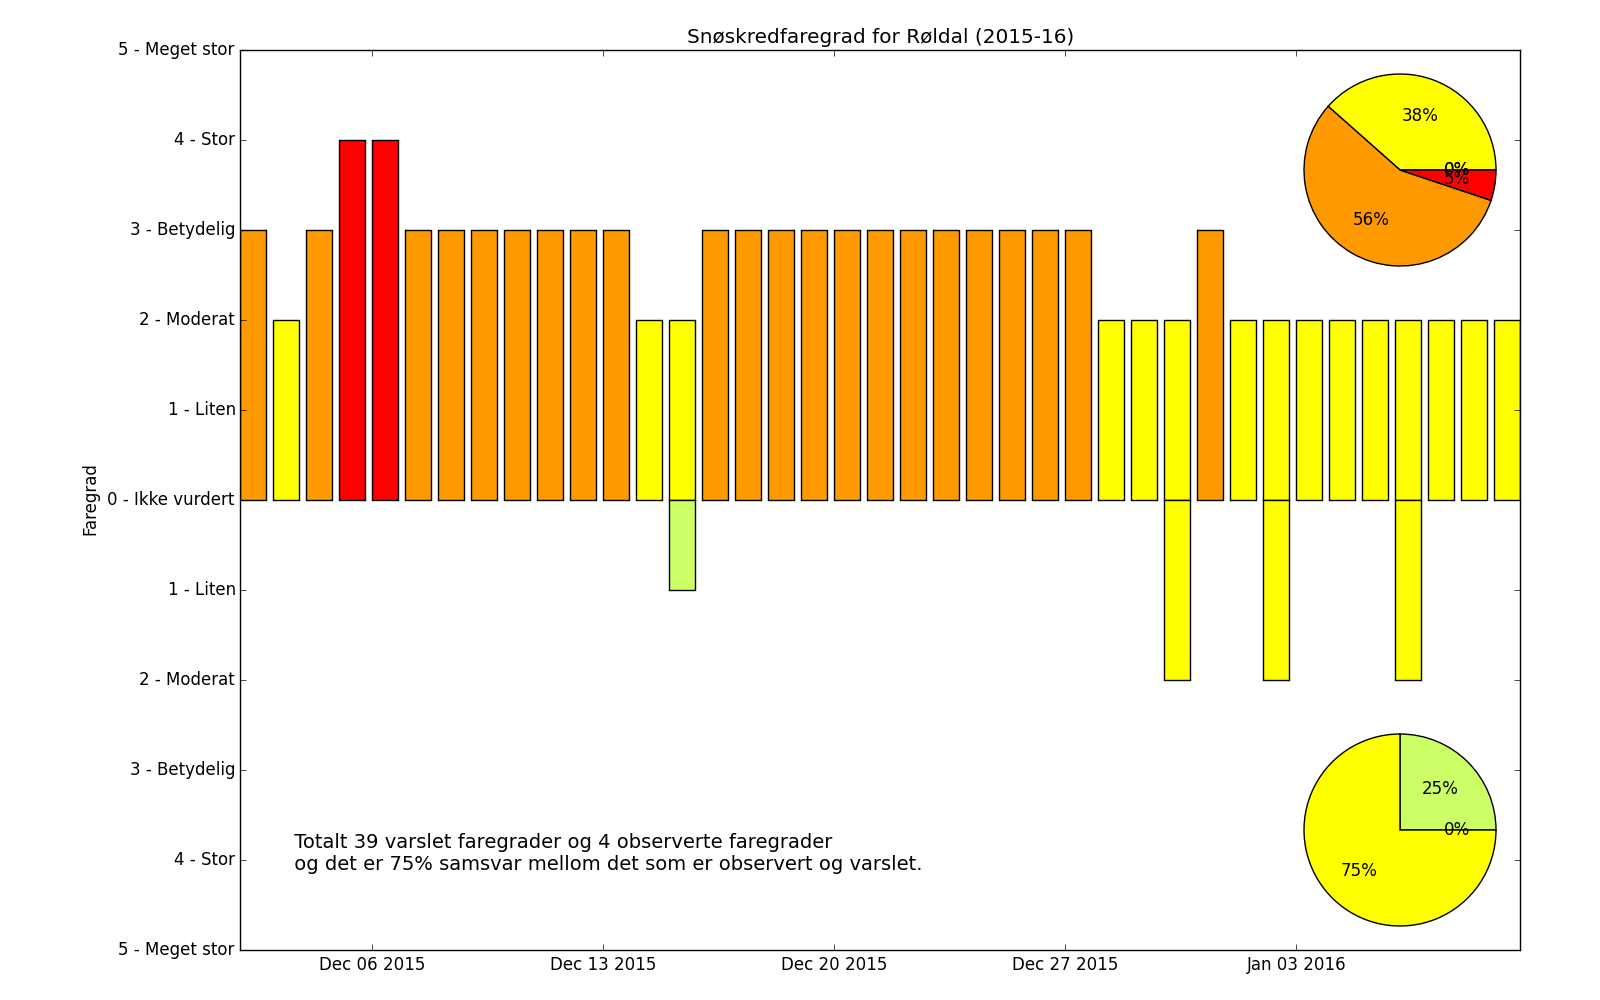 Snøskredfaregrad for Røldal (2015-16)
5 - Meget stor
4 - Stor
3 - Betydelig
2 - Moderat
1 - Liten
0 - Ikke vurdert
1 - Liten
2 - Moderat
3 - Betydelig
4 - Stor
5 - Meget stor
Faregrad
38%
0%
5%
56%
25%
0%
75%
Totalt 39 varslet faregrader og 4 observerte faregrader
og det er 75% samsvar mellom det som er observert og varslet.
Dec 06 2015
Dec 13 2015
Dec 20 2015
Dec 27 2015
Jan 03 2016